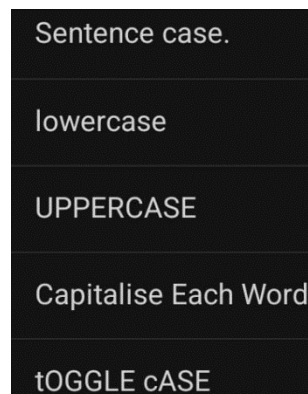 Sentence case.
lowercase
UPPERCASE
Capitalise Each Word
tOGGLE cASE